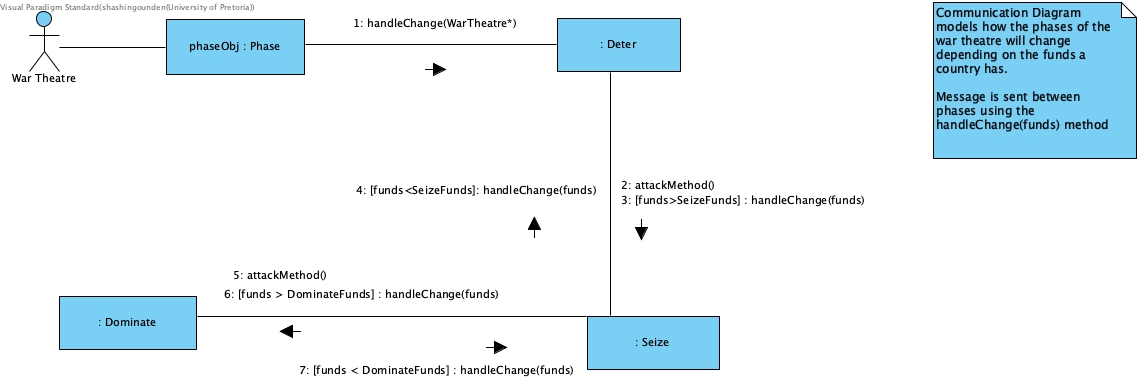 Visual Paradigm Standard(shashingounden(University of Pretoria))
War Theatre
phaseObj : Phase
1: handleChange(WarTheatre*)
: Deter
Communication Diagram
models how the phases of the
war theatre will change
depending on the funds a
country has.
Message is sent between
phases using the
handleChange(funds) method
4: [funds<SeizeFunds]: handleChange(funds)
2: attackMethod()
3: [funds>SeizeFunds] : handleChange(funds)
5: attackMethod()
6: [funds > DominateFunds] : handleChange(funds)
: Dominate
: Seize
7: [funds < DominateFunds] : handleChange(funds)